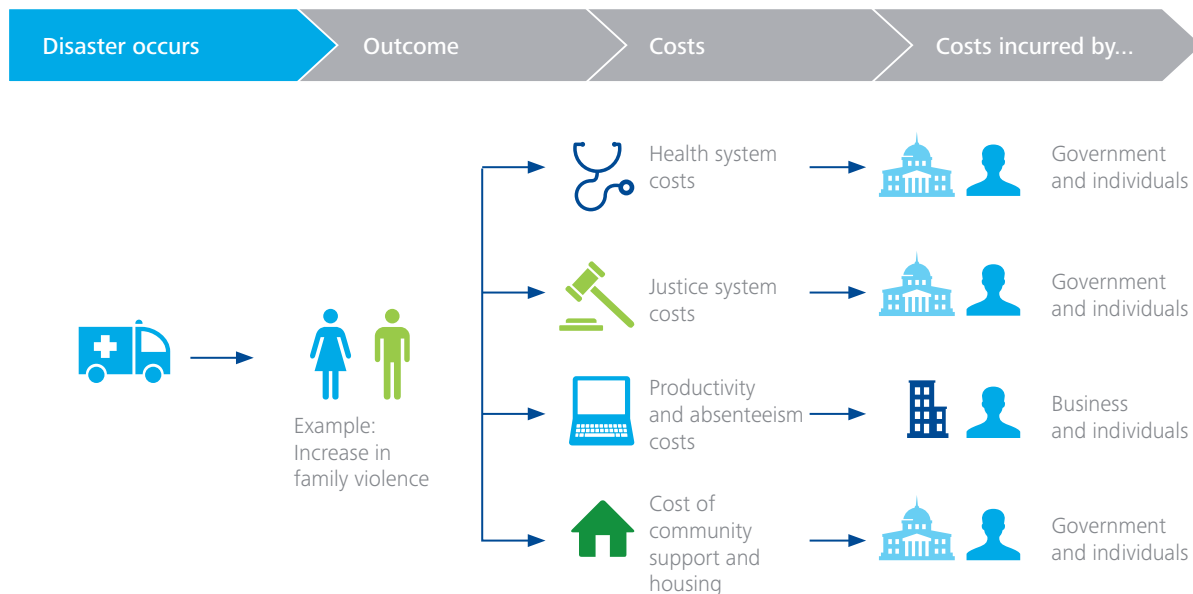 Disaster occurs
Outcome
Costs
Costs incurred by...
Health system
costs
Government
and individuals
Justice system
costs
Government
and individuals
Example:
Increase in
family violence
Productivity
and absenteeism
costs
Business
and individuals
Cost of
community
support and
housing
Government
and individuals